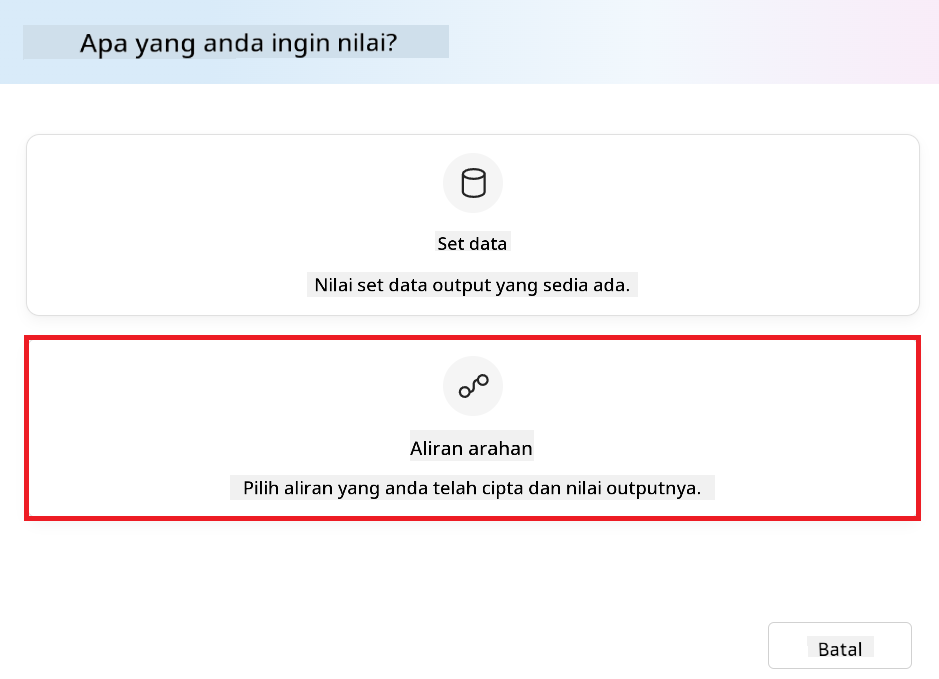 Apa yang anda ingin nilai?
Set data
Nilai set data output yang sedia ada.
Aliran arahan
Pilih aliran yang anda telah cipta dan nilai outputnya.
Batal